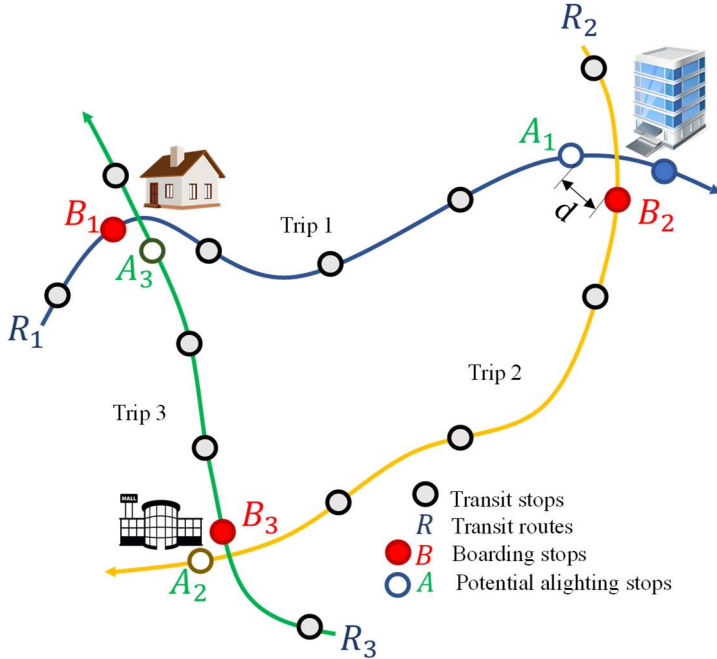 R₂
A₁
B₁
Trip 1
d
B₂
A₃
R₁
Trip 2
Trip 3
MALL
B₃
Transit stops
R Transit routes
B Boarding stops
A Potential alighting stops
A₂
R₃